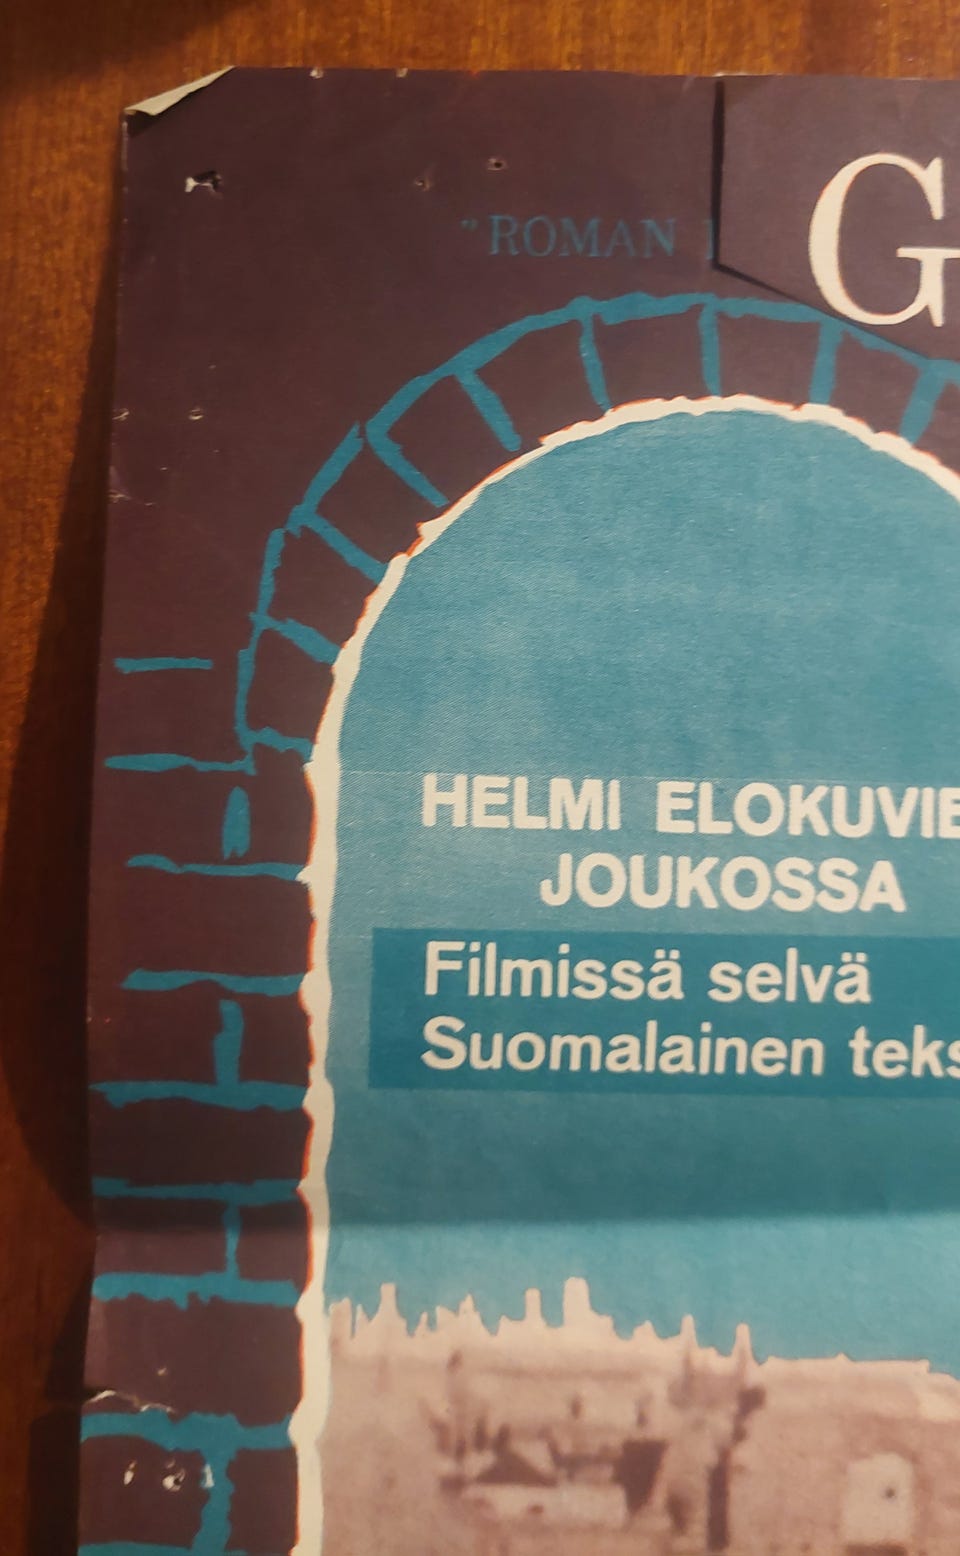 G
"ROMAN
HELMI ELOKUVIE
JOUKOSSA
Filmissä selvä
Suomalainen teks